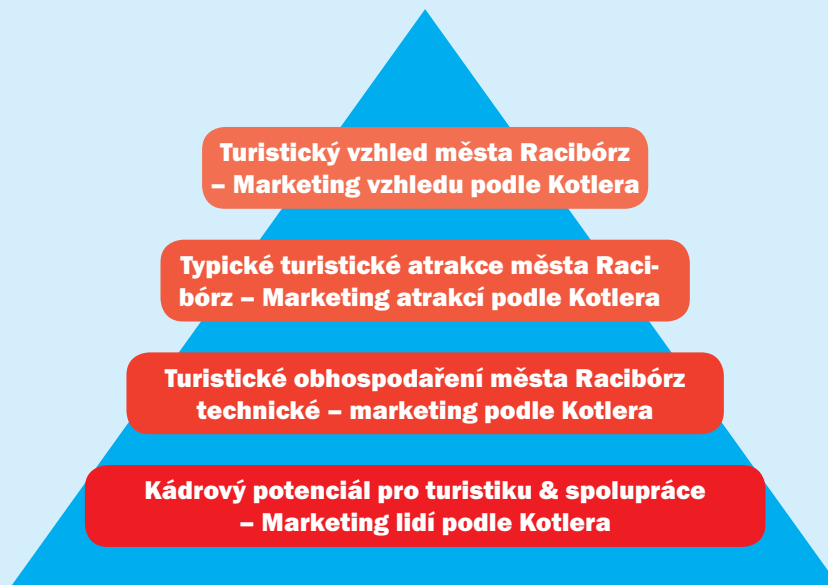 Turistický vzhled města Racibórz
– Marketing vzhledu podle Kotlera
Typické turistické atrakce města Raci-
bórz – Marketing atrakcí podle Kotlera
Turistické obhospodaření města Racibórz
technické – marketing podle Kotlera
Kádrový potenciál pro turistiku & spolupráce
– Marketing lidí podle Kotlera